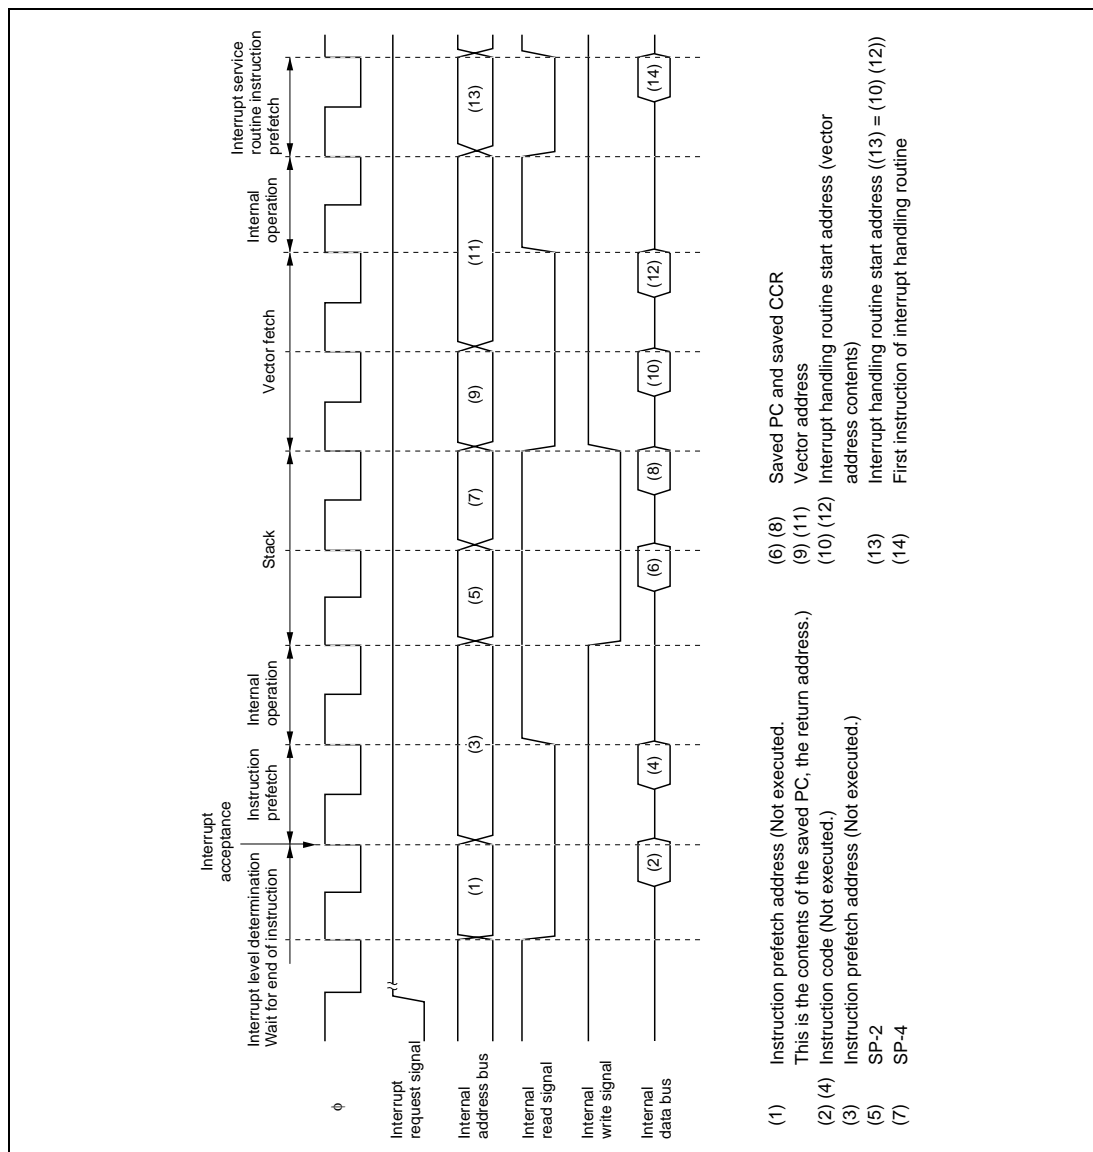 Interrupt
acceptance
Interrupt level determination
Wait for end of instruction
Instruction
prefetch
Internal
operation
Stack
Vector fetch
Internal
operation
Interrupt service
routine instruction
prefetch
φ
Interrupt
request signal
Internal
address bus
(1)
(3)
(5)
(7)
(9)
(11)
(13)
Internal
read signal
Internal
write signal
Internal
data bus
(2)
(4)
(6)
(8)
(10)
(12)
(14)
(1) Instruction prefetch address (Not executed.
This is the contents of the saved PC, the return address.)
(2) (4) Instruction code (Not executed.)
(3) Instruction prefetch address (Not executed.)
(5) SP-2
(7) SP-4
(6) (8) Saved PC and saved CCR
(9) (11) Vector address
(10) (12) Interrupt handling routine start address (vector
address contents)
(13) Interrupt handling routine start address ((13) = (10) (12))
(14) First instruction of interrupt handling routine